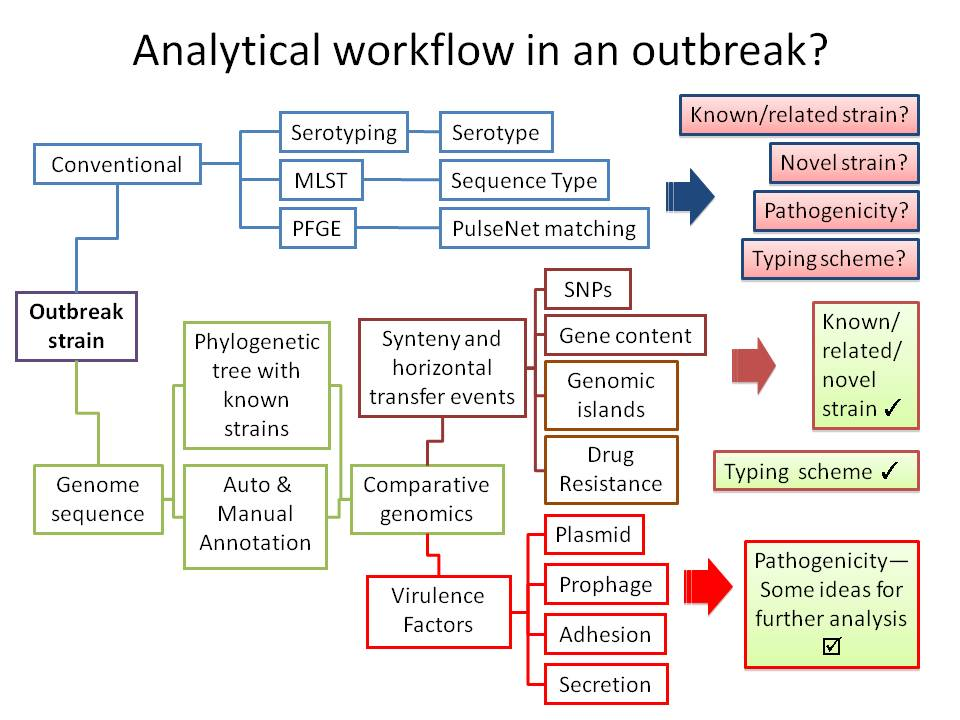 Analytical workflow in an outbreak?
Conventional
Serotyping
Serotype
MLST
Sequence Type
PFGE
PulseNet matching
Known/related strain?
Novel strain?
Pathogenicity?
Typing scheme?
Outbreak
strain
Genome
sequence
Phylogenetic
tree with
known
strains
Auto &
Manual
Annotation
Comparative
genomics
Synteny and
horizontal
transfer events
SNPs
Gene content
Genomic
islands
Drug
Resistance
Known/
related/
novel
strain ✓
Typing scheme ✓
Virulence
Factors
Plasmid
Prophage
Adhesion
Secretion
Pathogenicity—
Some ideas for
further analysis
☑